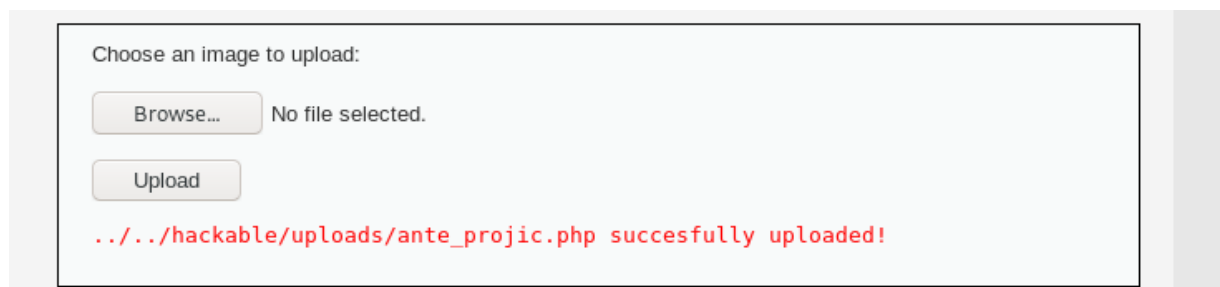 Choose an image to upload:
Browse… No file selected.
Upload
../../hackable/uploads/ante_projic.php succesfully uploaded!